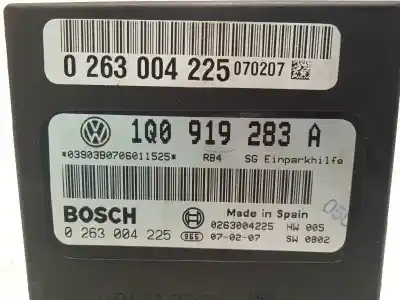 0 263 004 225 070207
1Q0 919 283 A
*03903B0706011525* RB4 SG Einparkhilfe
BOSCH Made in Spain
0263004225 HW 005
0 263 004 225 966 07-02-07 SW 0802